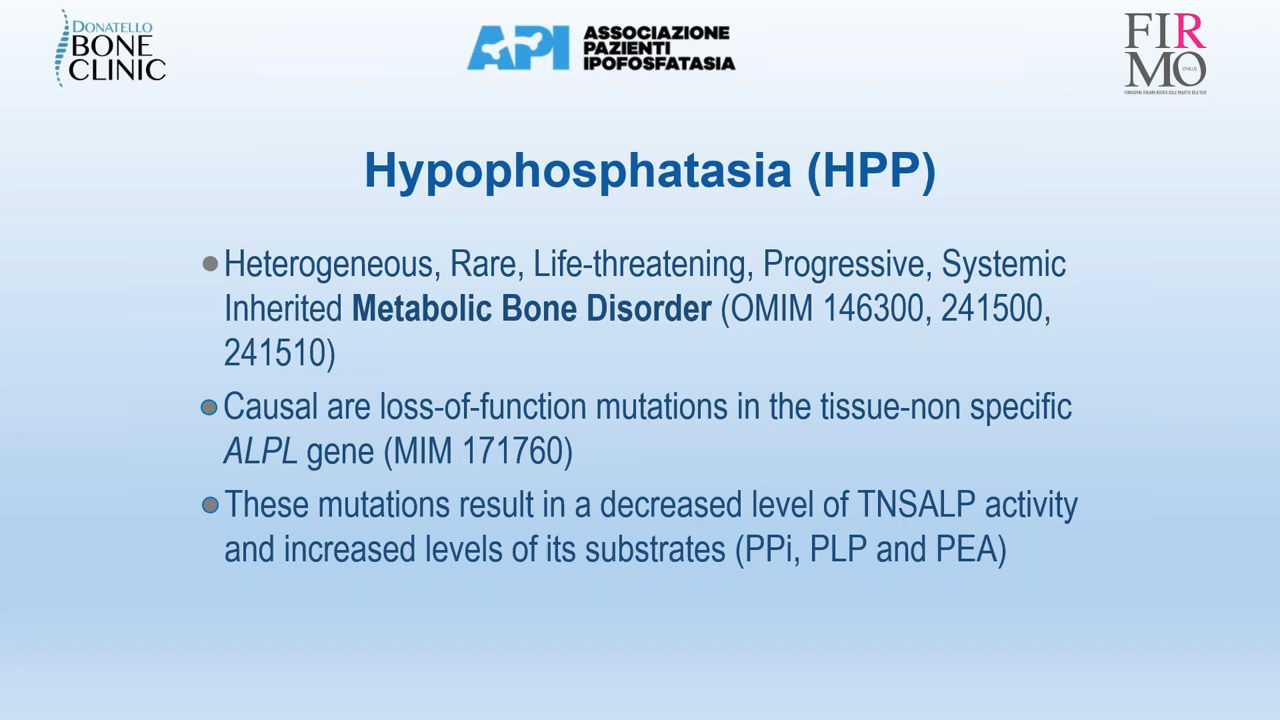 DONATELLO
BONE
CLINIC
API
ASSOCIAZIONE
PAZIENTI
IPOFOSFATASIA
FIR
MO
Hypophosphatasia (HPP)
Heterogeneous, Rare, Life-threatening, Progressive, Systemic
Inherited Metabolic Bone Disorder (OMIM 146300, 241500,
241510)
Causal are loss-of-function mutations in the tissue-non specific
ALPL gene (MIM 171760)
These mutations result in a decreased level of TNSALP activity
and increased levels of its substrates (PPi, PLP and PEA)